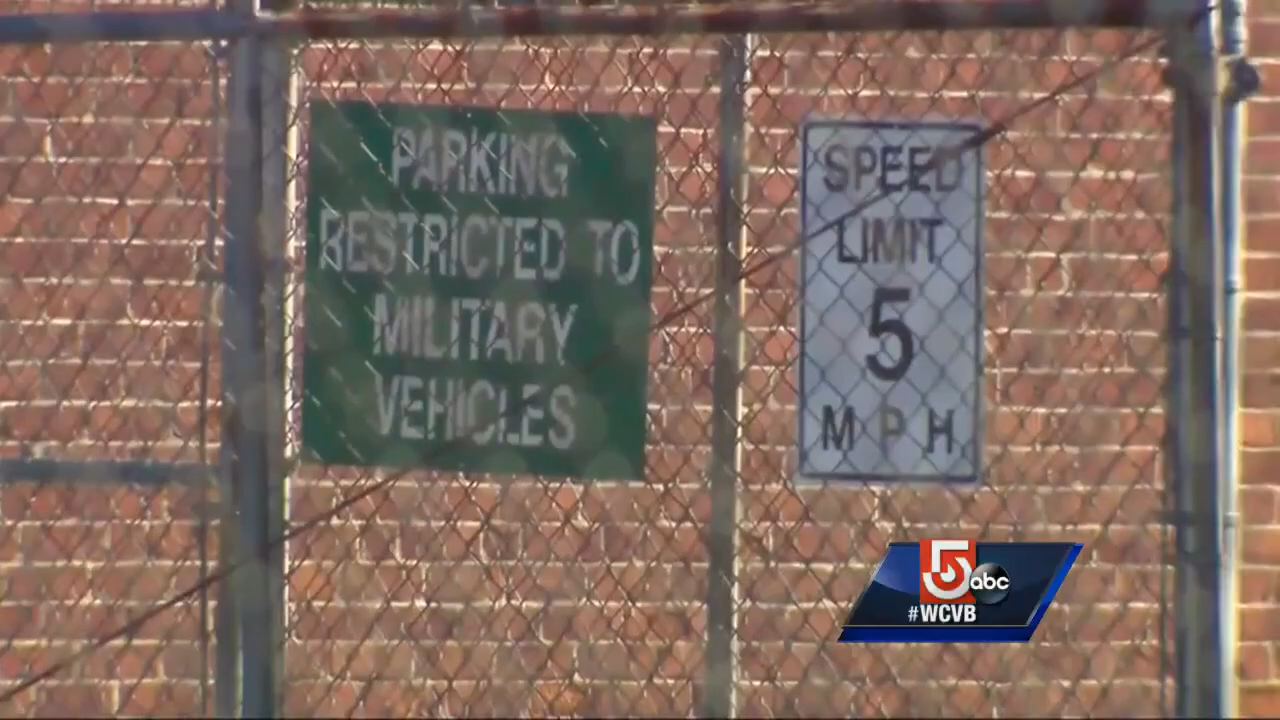 PARKING
RESTRICTED TO
MILITARY
VEHICLES
SPEED
LIMIT
5
MPH
5
abc
#WCVB